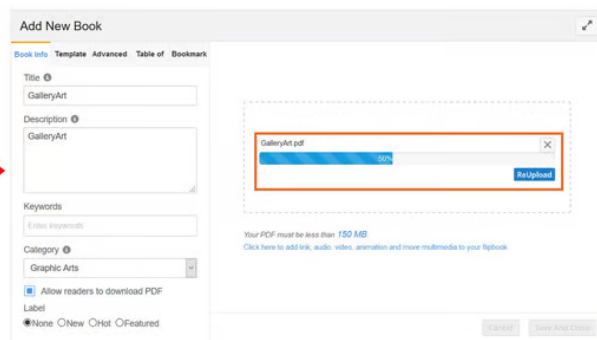 Add New Book
Book Info Template Advanced Table of Bookmark
Title
GalleryArt
Description
GalleryArt
Keywords
Enter keywords
Category
Graphic Arts
Allow readers to download PDF
Label
None New Hot Featured
GalleryArt.pdf
50%
ReUpload
Your PDF must be less than 150 MB.
Click here to add link, audio, video, animation and more multimedia to your flipbook
Cancel Save And Close